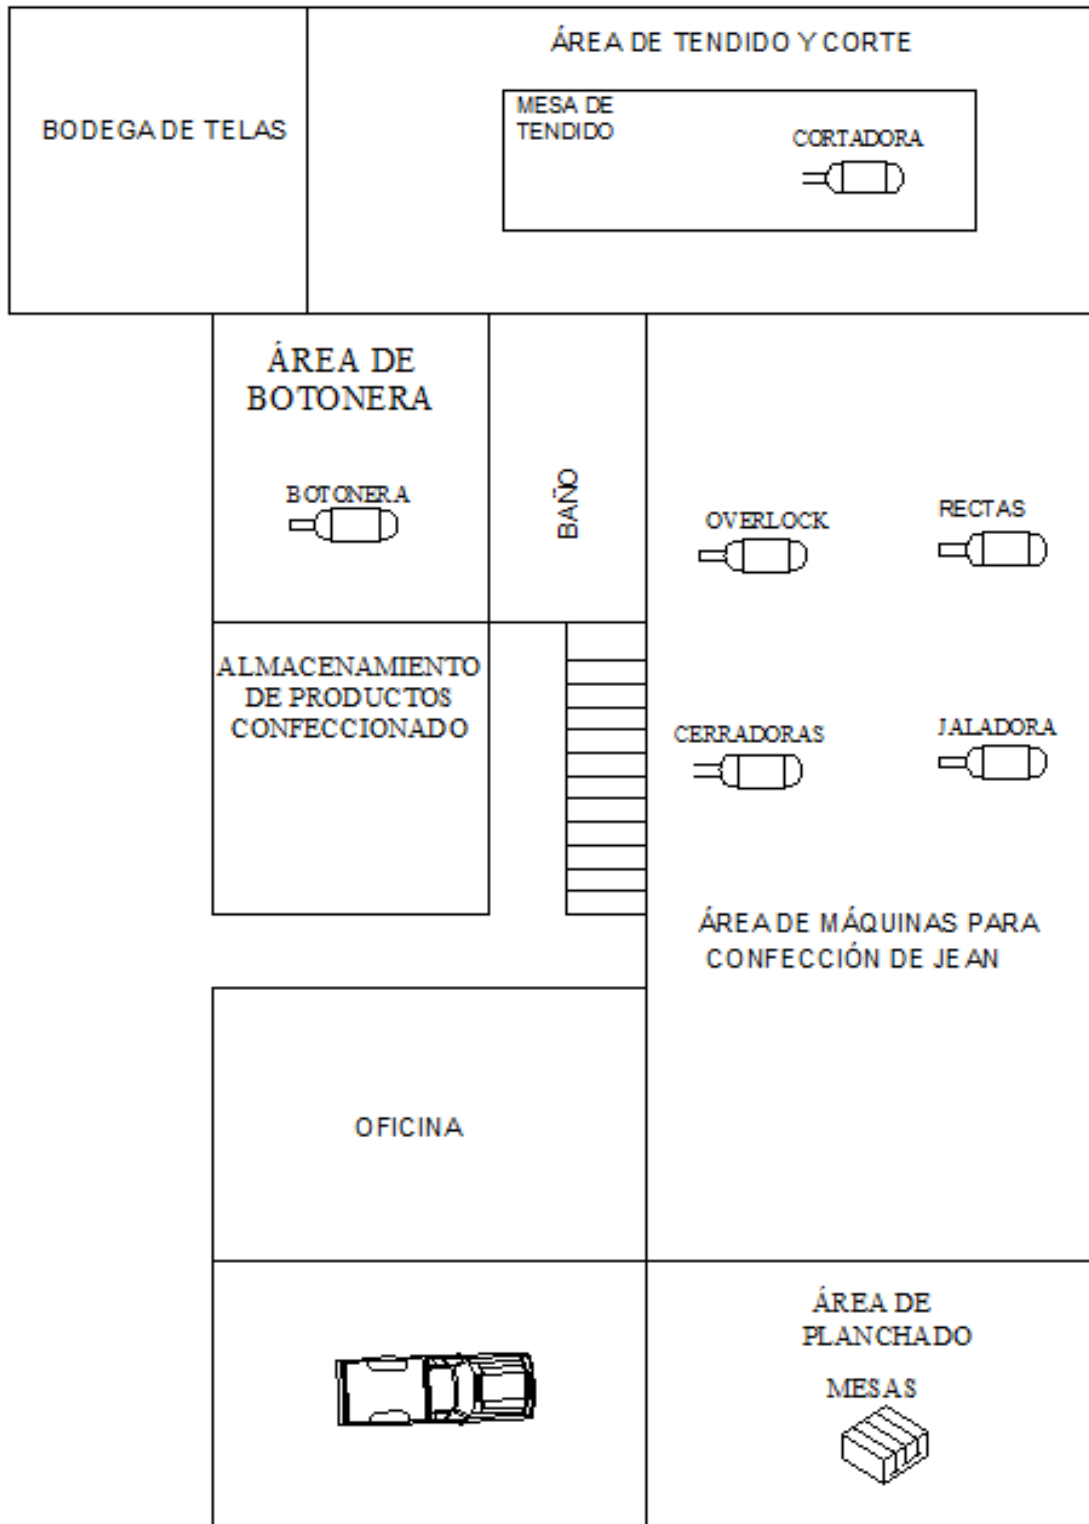 ÁREA DE TENDIDO Y CORTE
BODEGA DE TELAS
MESA DE
TENDIDO
CORTADORA
ÁREA DE
BOTONERA
BOTONERA
BAÑO
OVERLOCK
RECTAS
ALMACENAMIENTO
DE PRODUCTOS
CONFECCIONADO
CERRADORAS
JALADORA
ÁREA DE MÁQUINAS PARA
CONFECCIÓN DE JEAN
OFICINA
ÁREA DE
PLANCHADO
MESAS